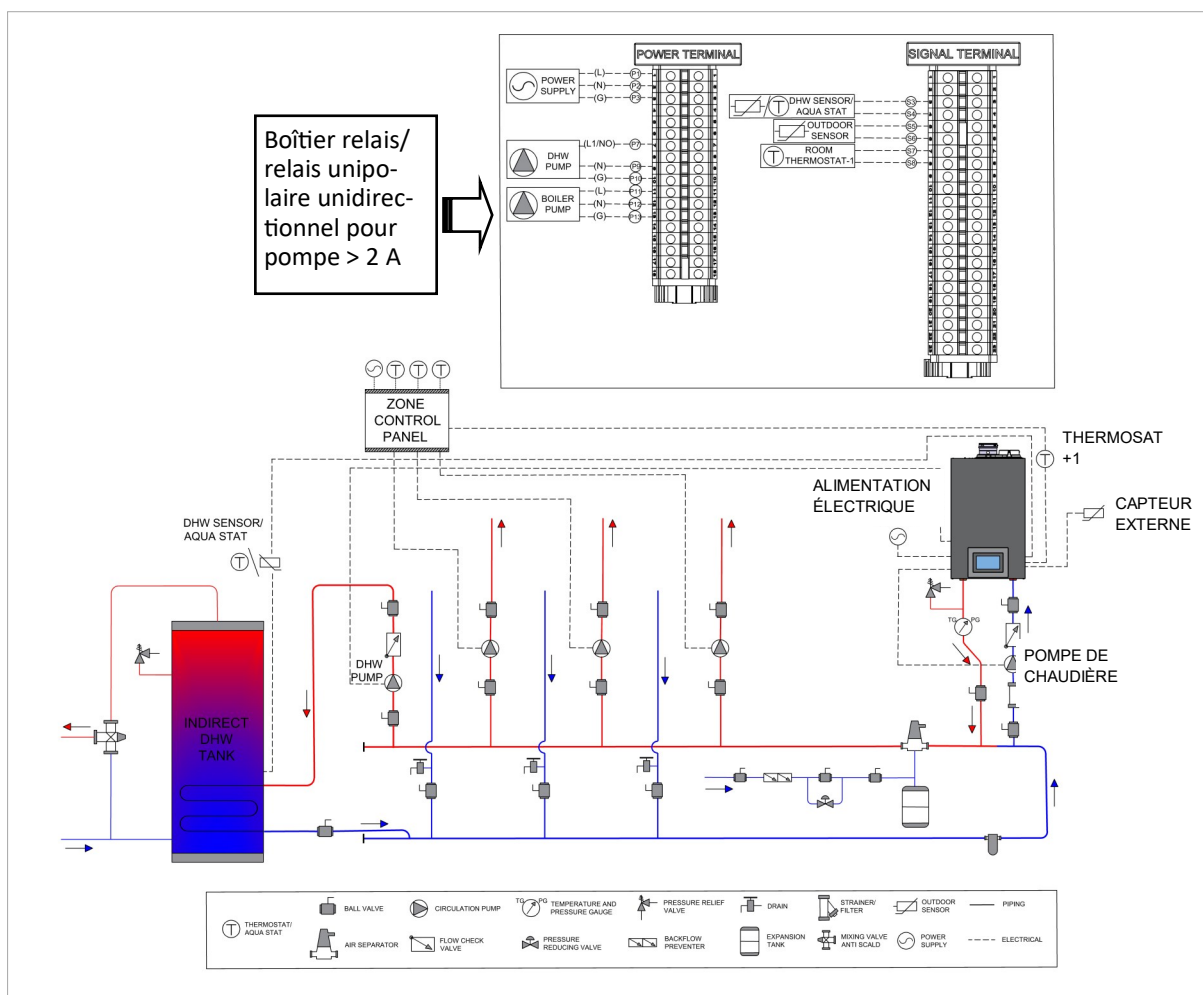 POWER TERMINAL
SIGNAL TERMINAL
POWER
SUPPLY
(L)
P1
(N)
P2
(G)
P3
DHW
PUMP
(L1/NO)
P7
(N)
P9
(G)
P10
BOILER
PUMP
(L)
P11
(N)
P12
(G)
P13
DHW SENSOR/
AQUA STAT
S3
S4
OUTDOOR
SENSOR
S5
S6
ROOM
THERMOSTAT-1
S7
S8
Boîtier relais/
relais unipo-
laire unidirec-
tionnel pour
pompe > 2 A
T T T
ZONE
CONTROL
PANEL
THERMOSAT
+1
T
ALIMENTATION
ÉLECTRIQUE
CAPTEUR
EXTERNE
DHW SENSOR/
AQUA STAT
T
TG PG
DHW
PUMP
POMPE DE
CHAUDIÈRE
INDIRECT
DHW
TANK
T THERMOSTAT/
AQUA STAT
BALL VALVE
CIRCULATION PUMP
TG PG TEMPERATURE AND
PRESSURE GAUGE
PRESSURE RELIEF
VALVE
DRAIN
STRAINER/
FILTER
OUTDOOR
SENSOR
PIPING
AIR SEPARATOR
FLOW CHECK
VALVE
PRESSURE
REDUCING VALVE
BACKFLOW
PREVENTER
EXPANSION
TANK
MIXING VALVE
ANTI SCALD
POWER
SUPPLY
ELECTRICAL